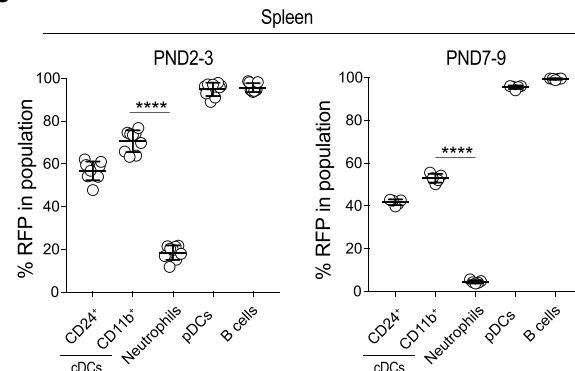 Spleen
PND2-3
% RFP in population
100
80
60
40
20
0
****
CD24⁺
CD11b⁺
Neutrophils
pDCs
B cells
cDCs
PND7-9
% RFP in population
100
80
60
40
20
0
****
CD24⁺
CD11b⁺
Neutrophils
pDCs
B cells
cDCs